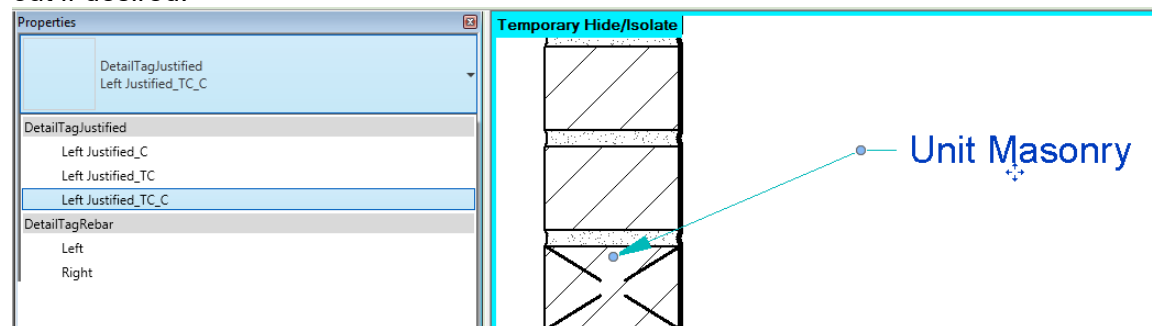 Properties
DetailTagJustified
Left Justified_TC_C
DetailTagJustified
Left Justified_C
Left Justified_TC
Left Justified_TC_C
DetailTagRebar
Left
Right
Temporary Hide/Isolate
Unit Masonry